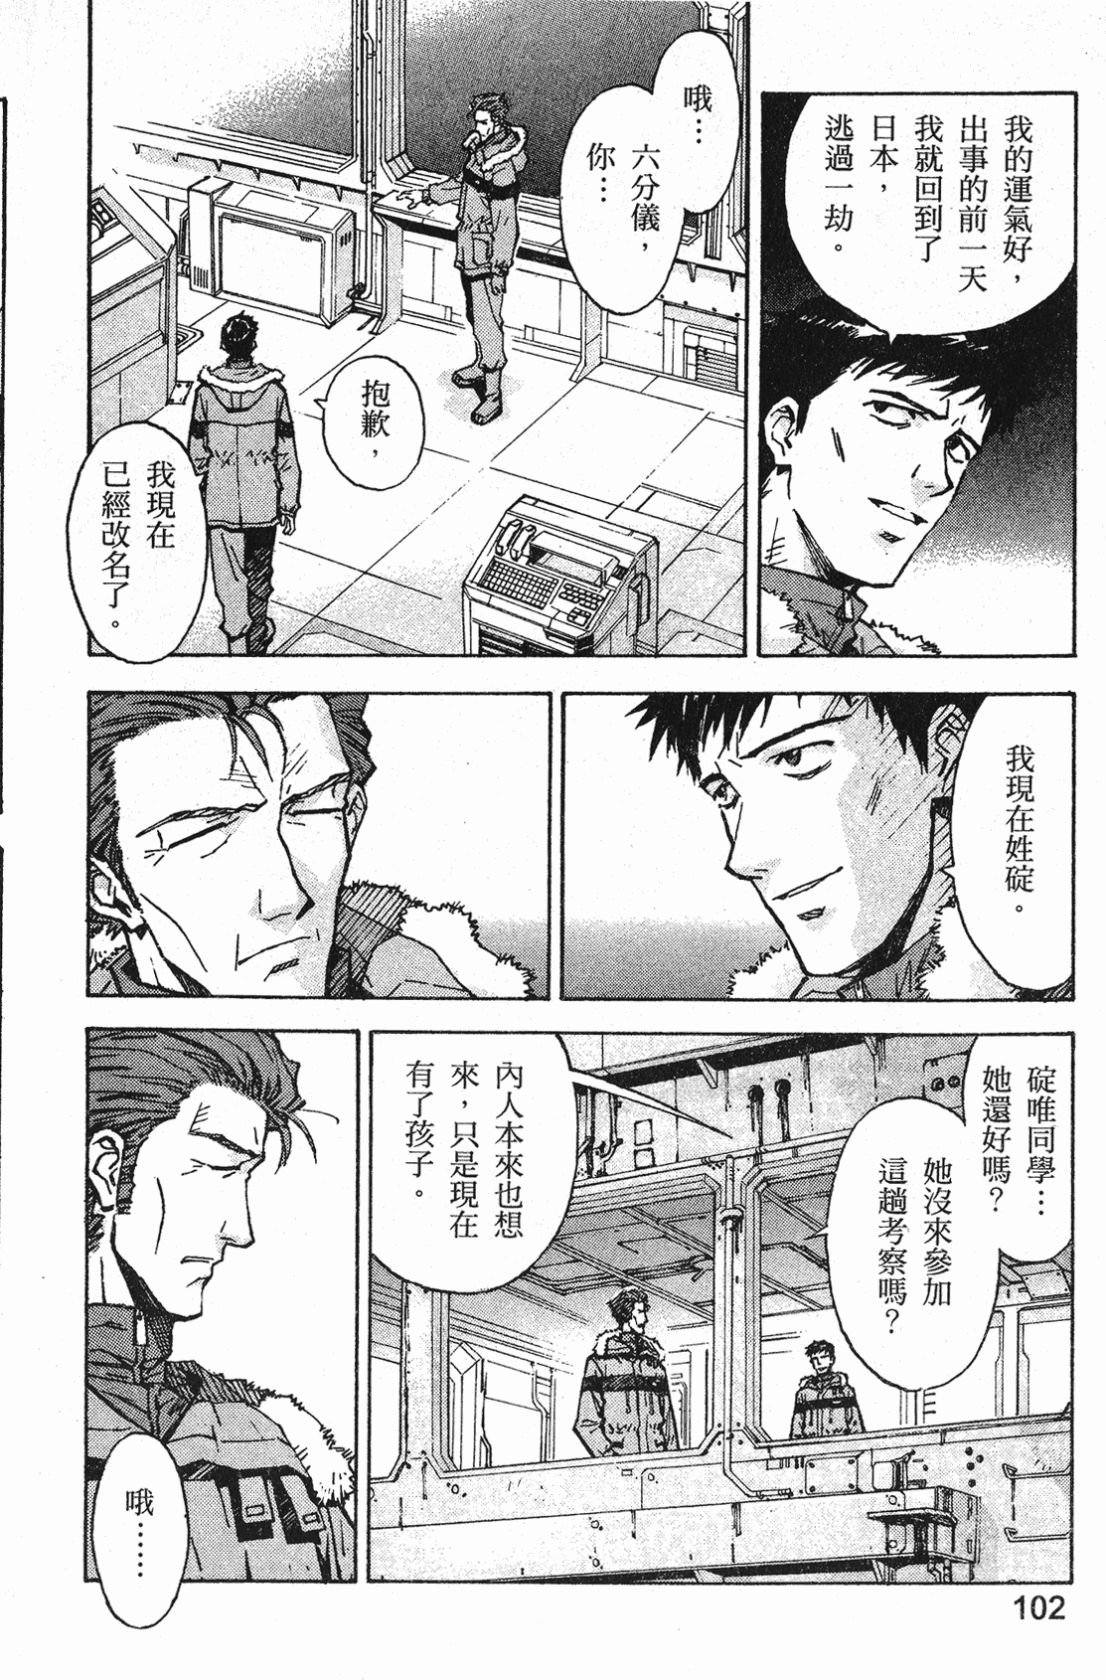 我的運氣好，
出事的前一天
我就回到了
日本，
逃過一劫。
哦…
六分儀，
你…
抱歉，
我現在
已經改名了。
我現在姓碇。
碇唯同學…
她還好嗎？
她沒來參加
這趟考察嗎？
內人本來也想
來，只是現在
有了孩子。
哦……
102